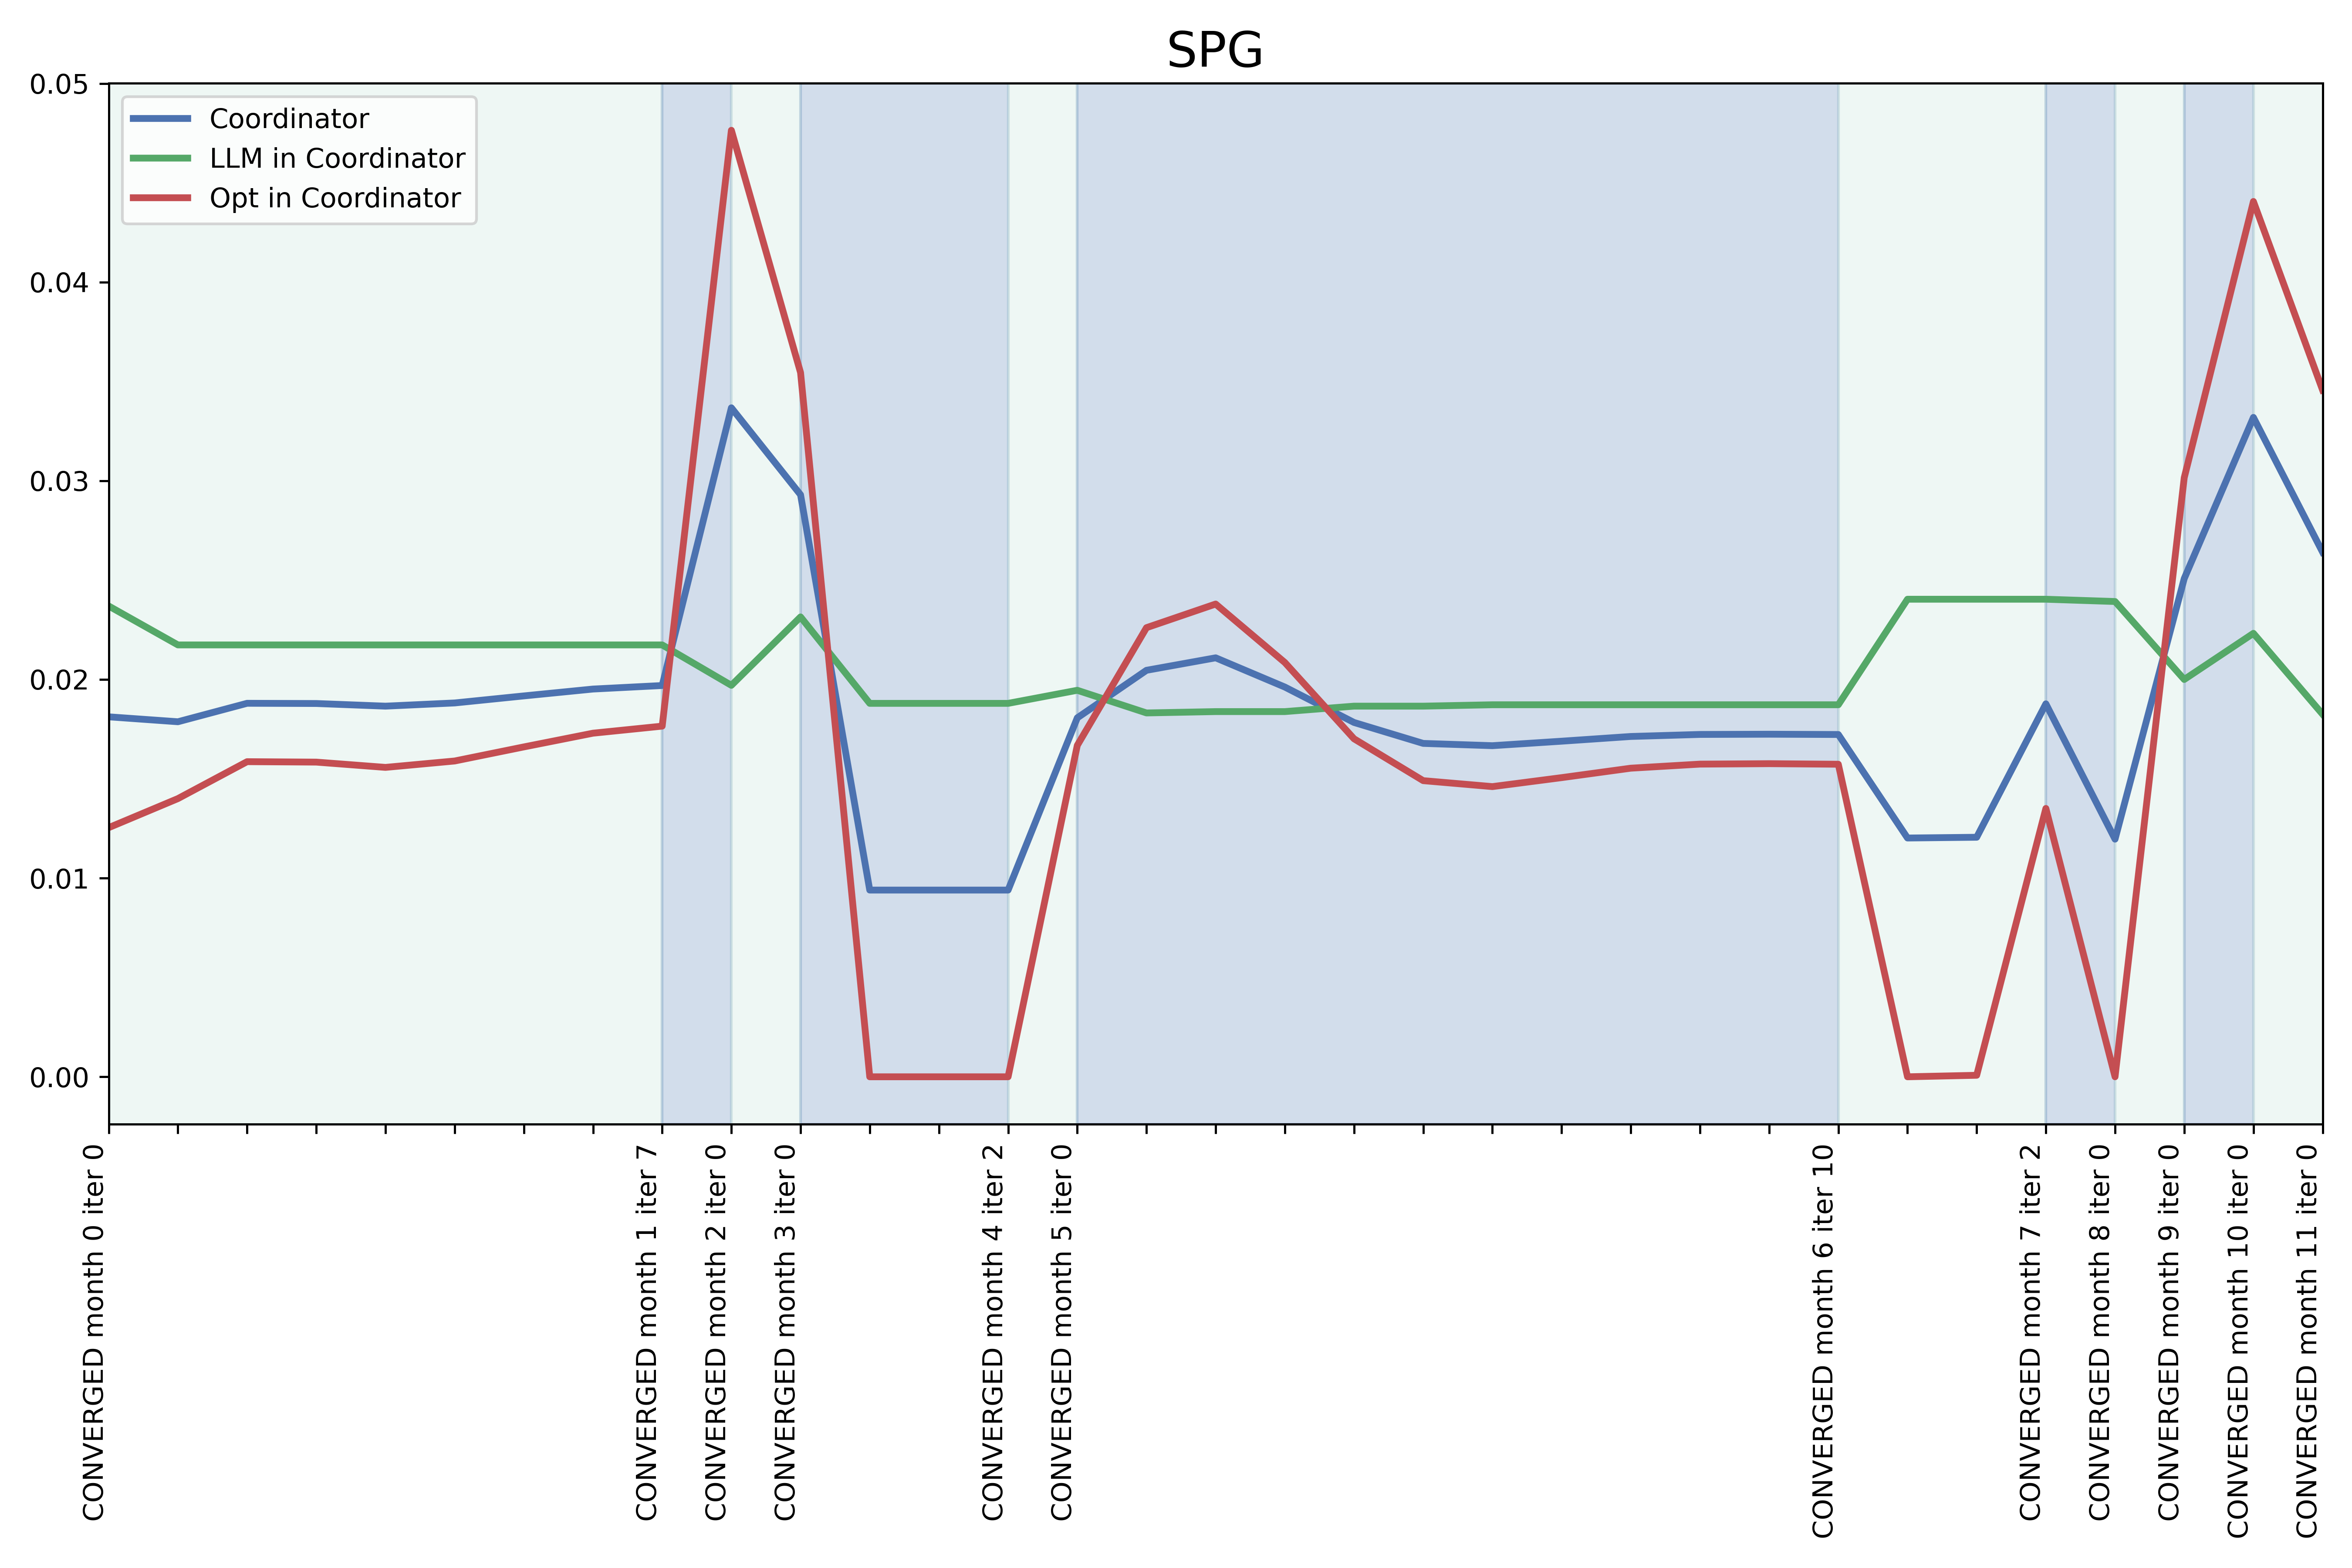 SPG
0.05
0.04
0.03
0.02
0.01
0.00
Coordinator
LLM in Coordinator
Opt in Coordinator
CONVERGED month 0 iter 0
CONVERGED month 1 iter 7
CONVERGED month 2 iter 0
CONVERGED month 3 iter 0
CONVERGED month 4 iter 2
CONVERGED month 5 iter 0
CONVERGED month 6 iter 10
CONVERGED month 7 iter 2
CONVERGED month 8 iter 0
CONVERGED month 9 iter 0
CONVERGED month 10 iter 0
CONVERGED month 11 iter 0